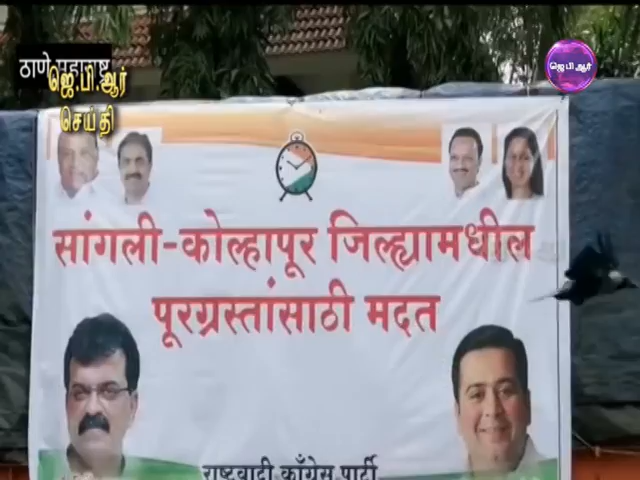 ठाणे महाराष्ट्र
ஜெ.பி.ஆர்
செய்தி
ஜெ.பி.ஆர்
सांगली-कोल्हापूर जिल्ह्यामधील
पूरग्रस्तांसाठी मदत
राष्ट्रवादी काँग्रेस पार्टी